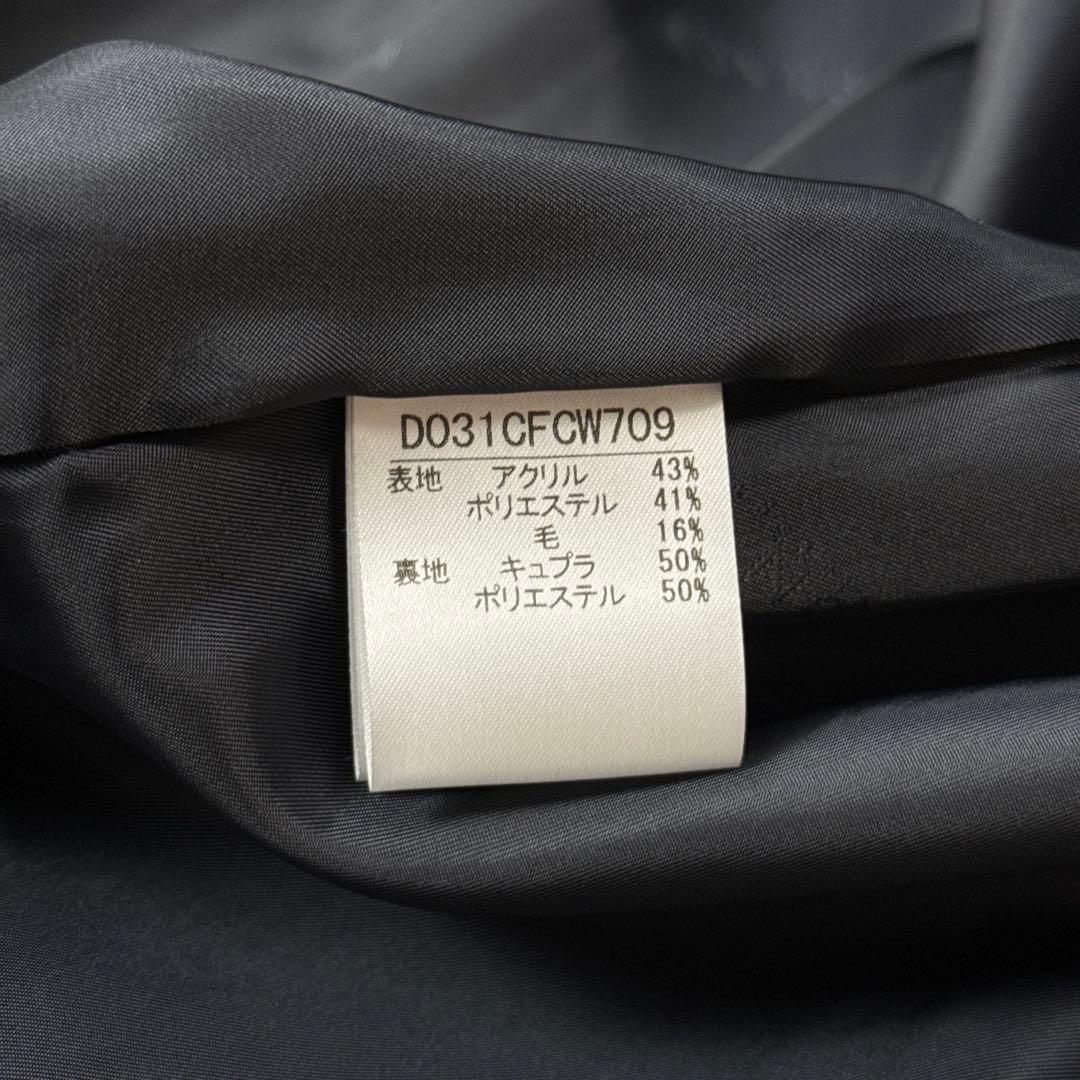 D031CFCW709
表地 アクリル 43%
ポリエステル 41%
毛 16%
裏地 キュプラ 50%
ポリエステル 50%